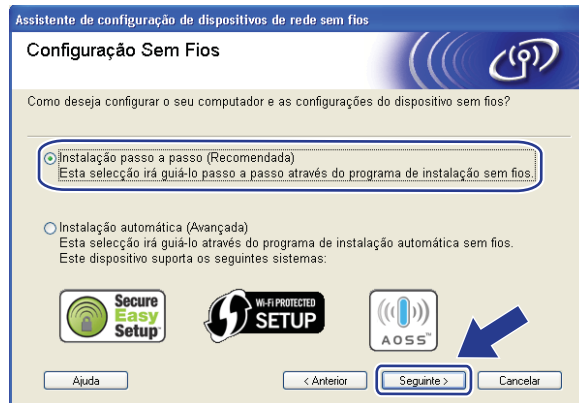 Assistente de configuração de dispositivos de rede sem fios
Configuração Sem Fios
Como deseja configurar o seu computador e as configurações do dispositivo sem fios?
Instalação passo a passo (Recomendada)
Esta selecção irá guiá-lo passo a passo através do programa de instalação sem fios.
Instalação automática (Avançada)
Esta selecção irá guiá-lo através do programa de instalação automática sem fios.
Este dispositivo suporta os seguintes sistemas:
Secure
Easy
Setup
WI-FI PROTECTED
SETUP
AOSS™
Ajuda
< Anterior
Seguinte >
Cancelar